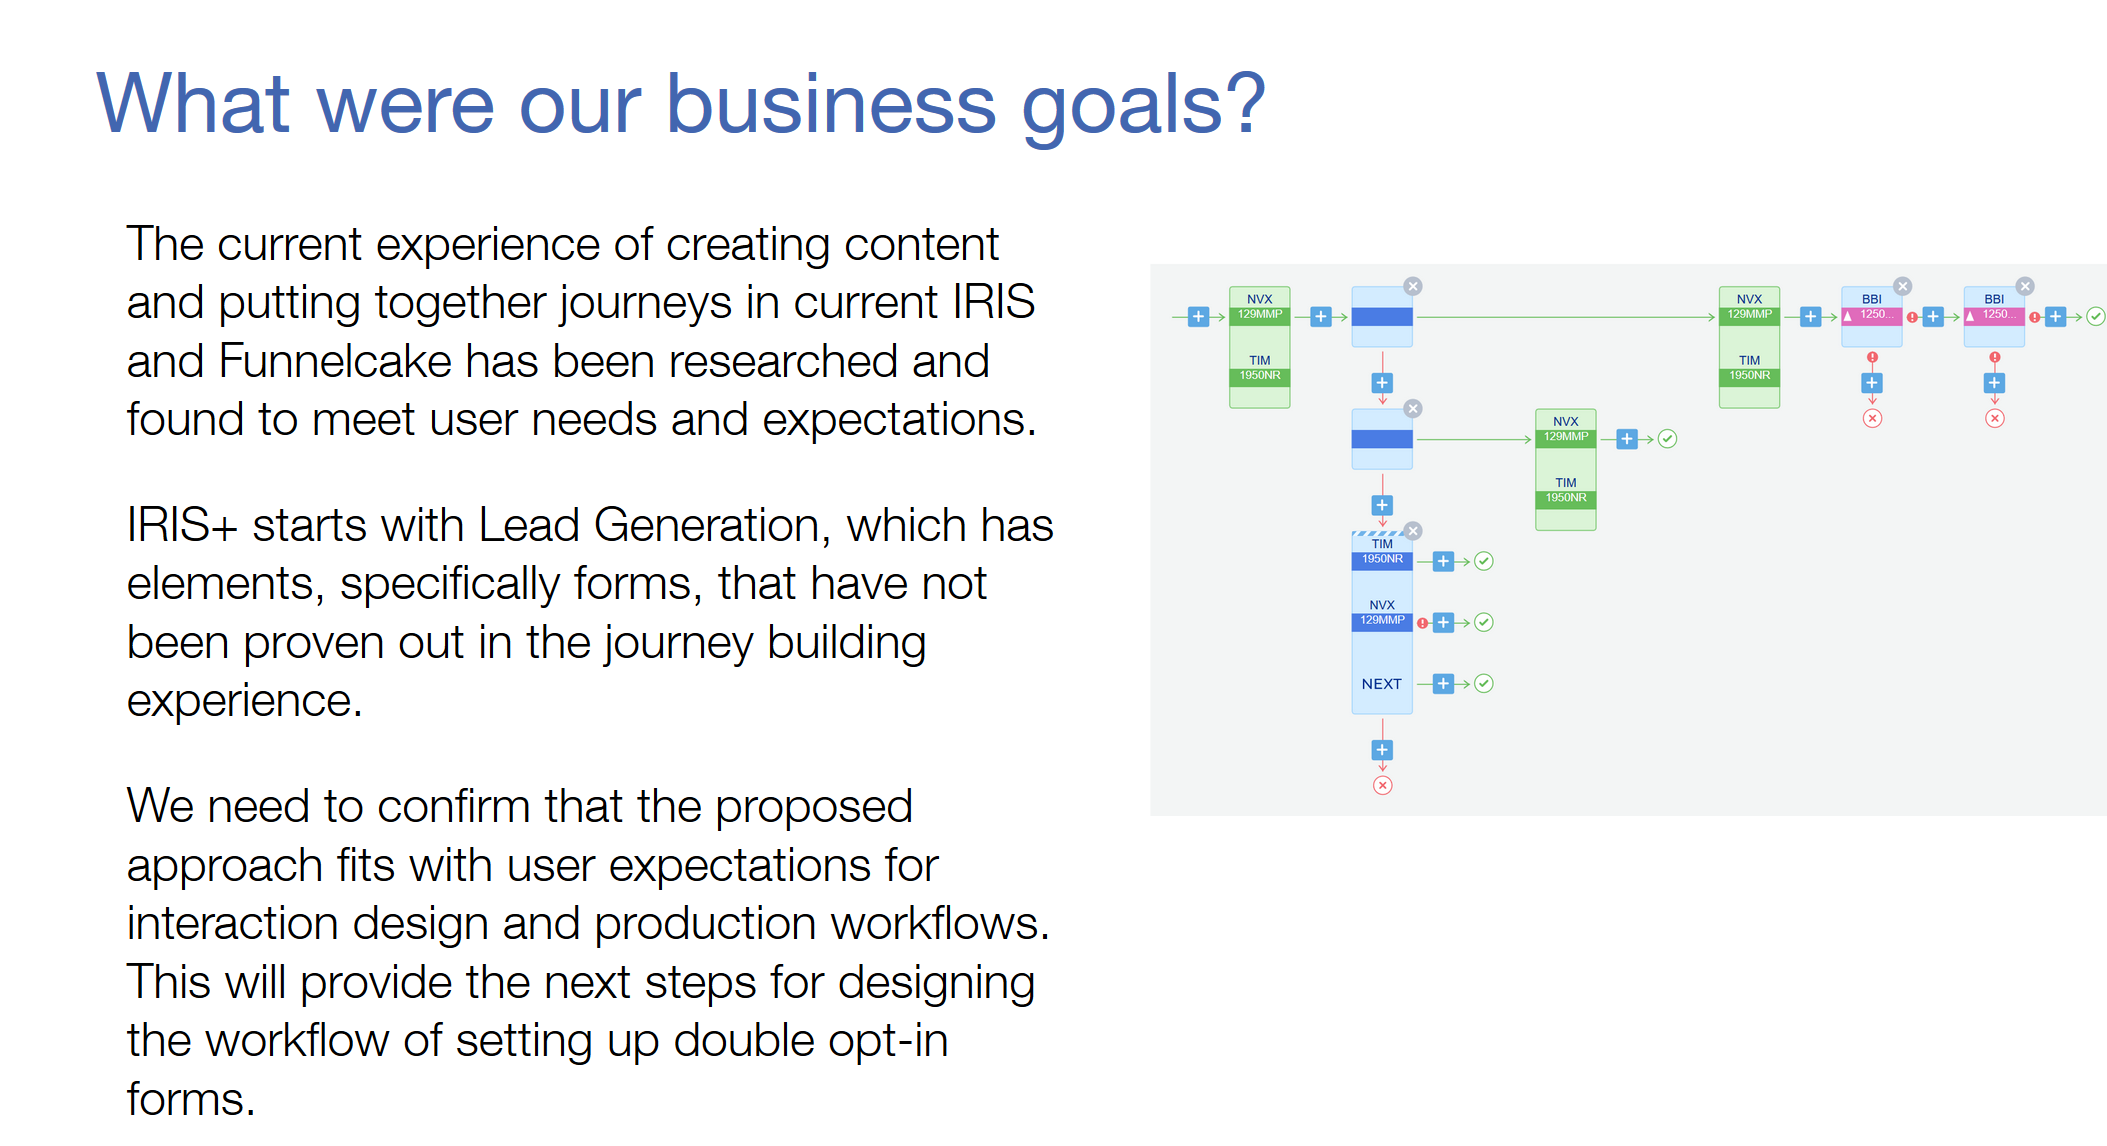 What were our business goals?
The current experience of creating content
and putting together journeys in current IRIS
and Funnelcake has been researched and
found to meet user needs and expectations.
IRIS+ starts with Lead Generation, which has
elements, specifically forms, that have not
been proven out in the journey building
experience.
We need to confirm that the proposed
approach fits with user expectations for
interaction design and production workflows.
This will provide the next steps for designing
the workflow of setting up double opt-in
forms.
NVX
129MMP
TIM
1950NR
NVX
129MMP
TIM
1950NR
BBI
1250...
BBI
1250...
NVX
129MMP
TIM
1950NR
TIM
1950NR
NVX
129MMP
NEXT